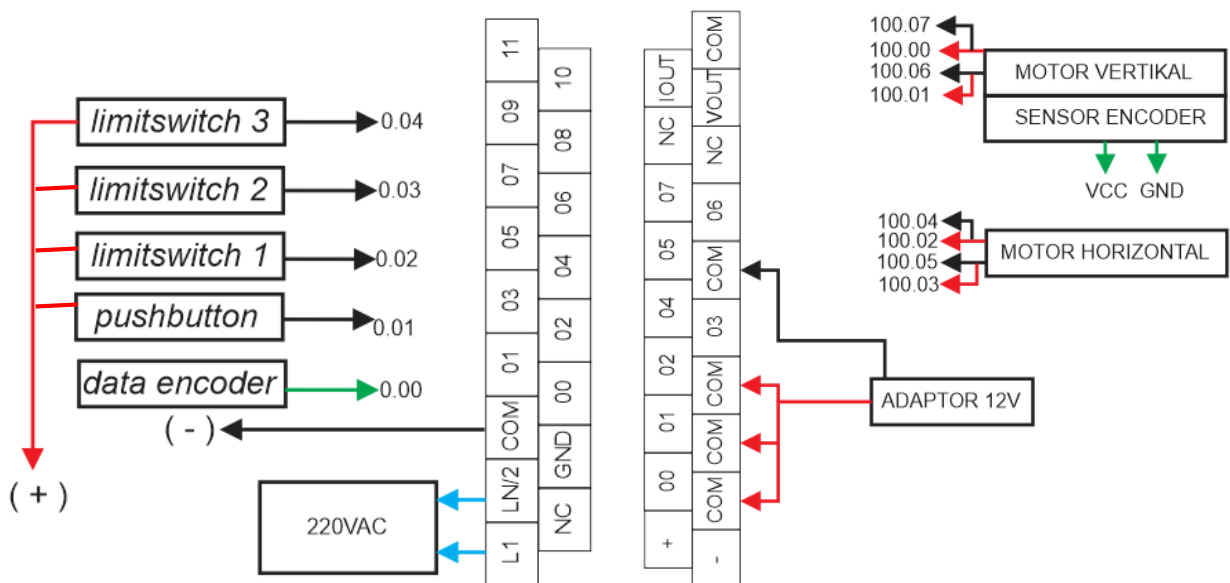 limitswitch 3
0.04
limitswitch 2
0.03
limitswitch 1
0.02
pushbutton
0.01
data encoder
0.00
( - )
( + )
220VAC
11
09
07
05
03
01
COM
LN/2
L1
10
08
06
04
02
00
GND
NC
IOUT
NC
07
05
04
02
01
00
+
COM
VOUT
NC
06
COM
03
COM
COM
COM
-
100.07
100.00
100.06
100.01
MOTOR VERTIKAL
SENSOR ENCODER
VCC GND
100.04
100.02
100.05
100.03
MOTOR HORIZONTAL
ADAPTOR 12V